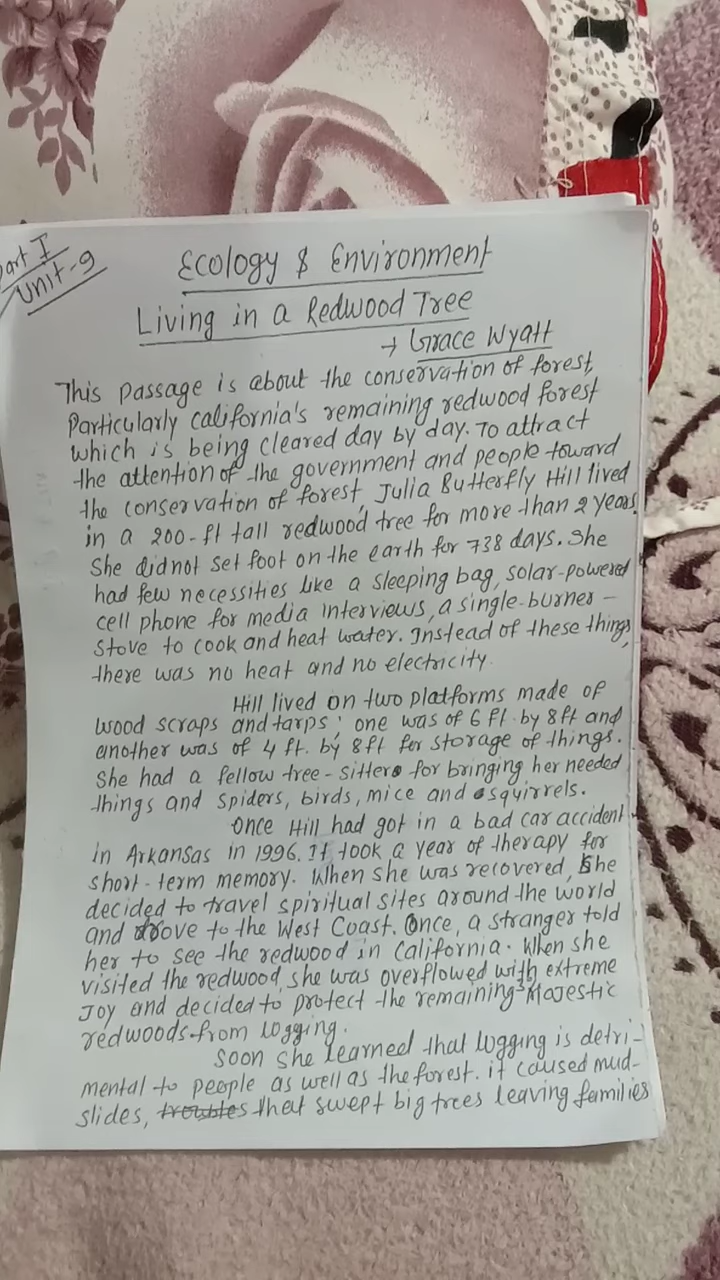 Part I
Unit-9
Ecology & Environment
Living in a Redwood Tree
→ Grace Wyatt
This passage is about the conservation of forest,
Particularly california's remaining redwood forest
which is being cleared day by day. To attract
the attention of the government and people toward
the conservation of forest, Julia Butterfly Hill lived
in a 200-ft tall redwood tree for more than 2 years.
She didnot set foot on the earth for 738 days. She
had few necessities like a sleeping bag, solar-powered
cell phone for media interviews, a single-burner -
stove to cook and heat water. Instead of these things,
there was no heat and no electricity.
Hill lived on two platforms made of
wood scraps and tarps; one was of 6 ft. by 8ft and
another was of 4 ft. by 8ft for storage of things.
She had a fellow tree-sitters for bringing her needed
things and spiders, birds, mice and squirrels.
Once Hill had got in a bad car accident
in Arkansas in 1996. It took a year of therapy for
short-term memory. When she was recovered, she
decided to travel spiritual sites around the world
and drove to the West Coast. Once, a stranger told
her to see the redwood in California. When she
visited the redwood, she was overflowed with extreme
Joy and decided to protect the remaining Majestic
redwoods from logging.
Soon she learned that logging is detri-
mental to people as well as the forest. it caused mud-
slides, troubles that swept big trees leaving families